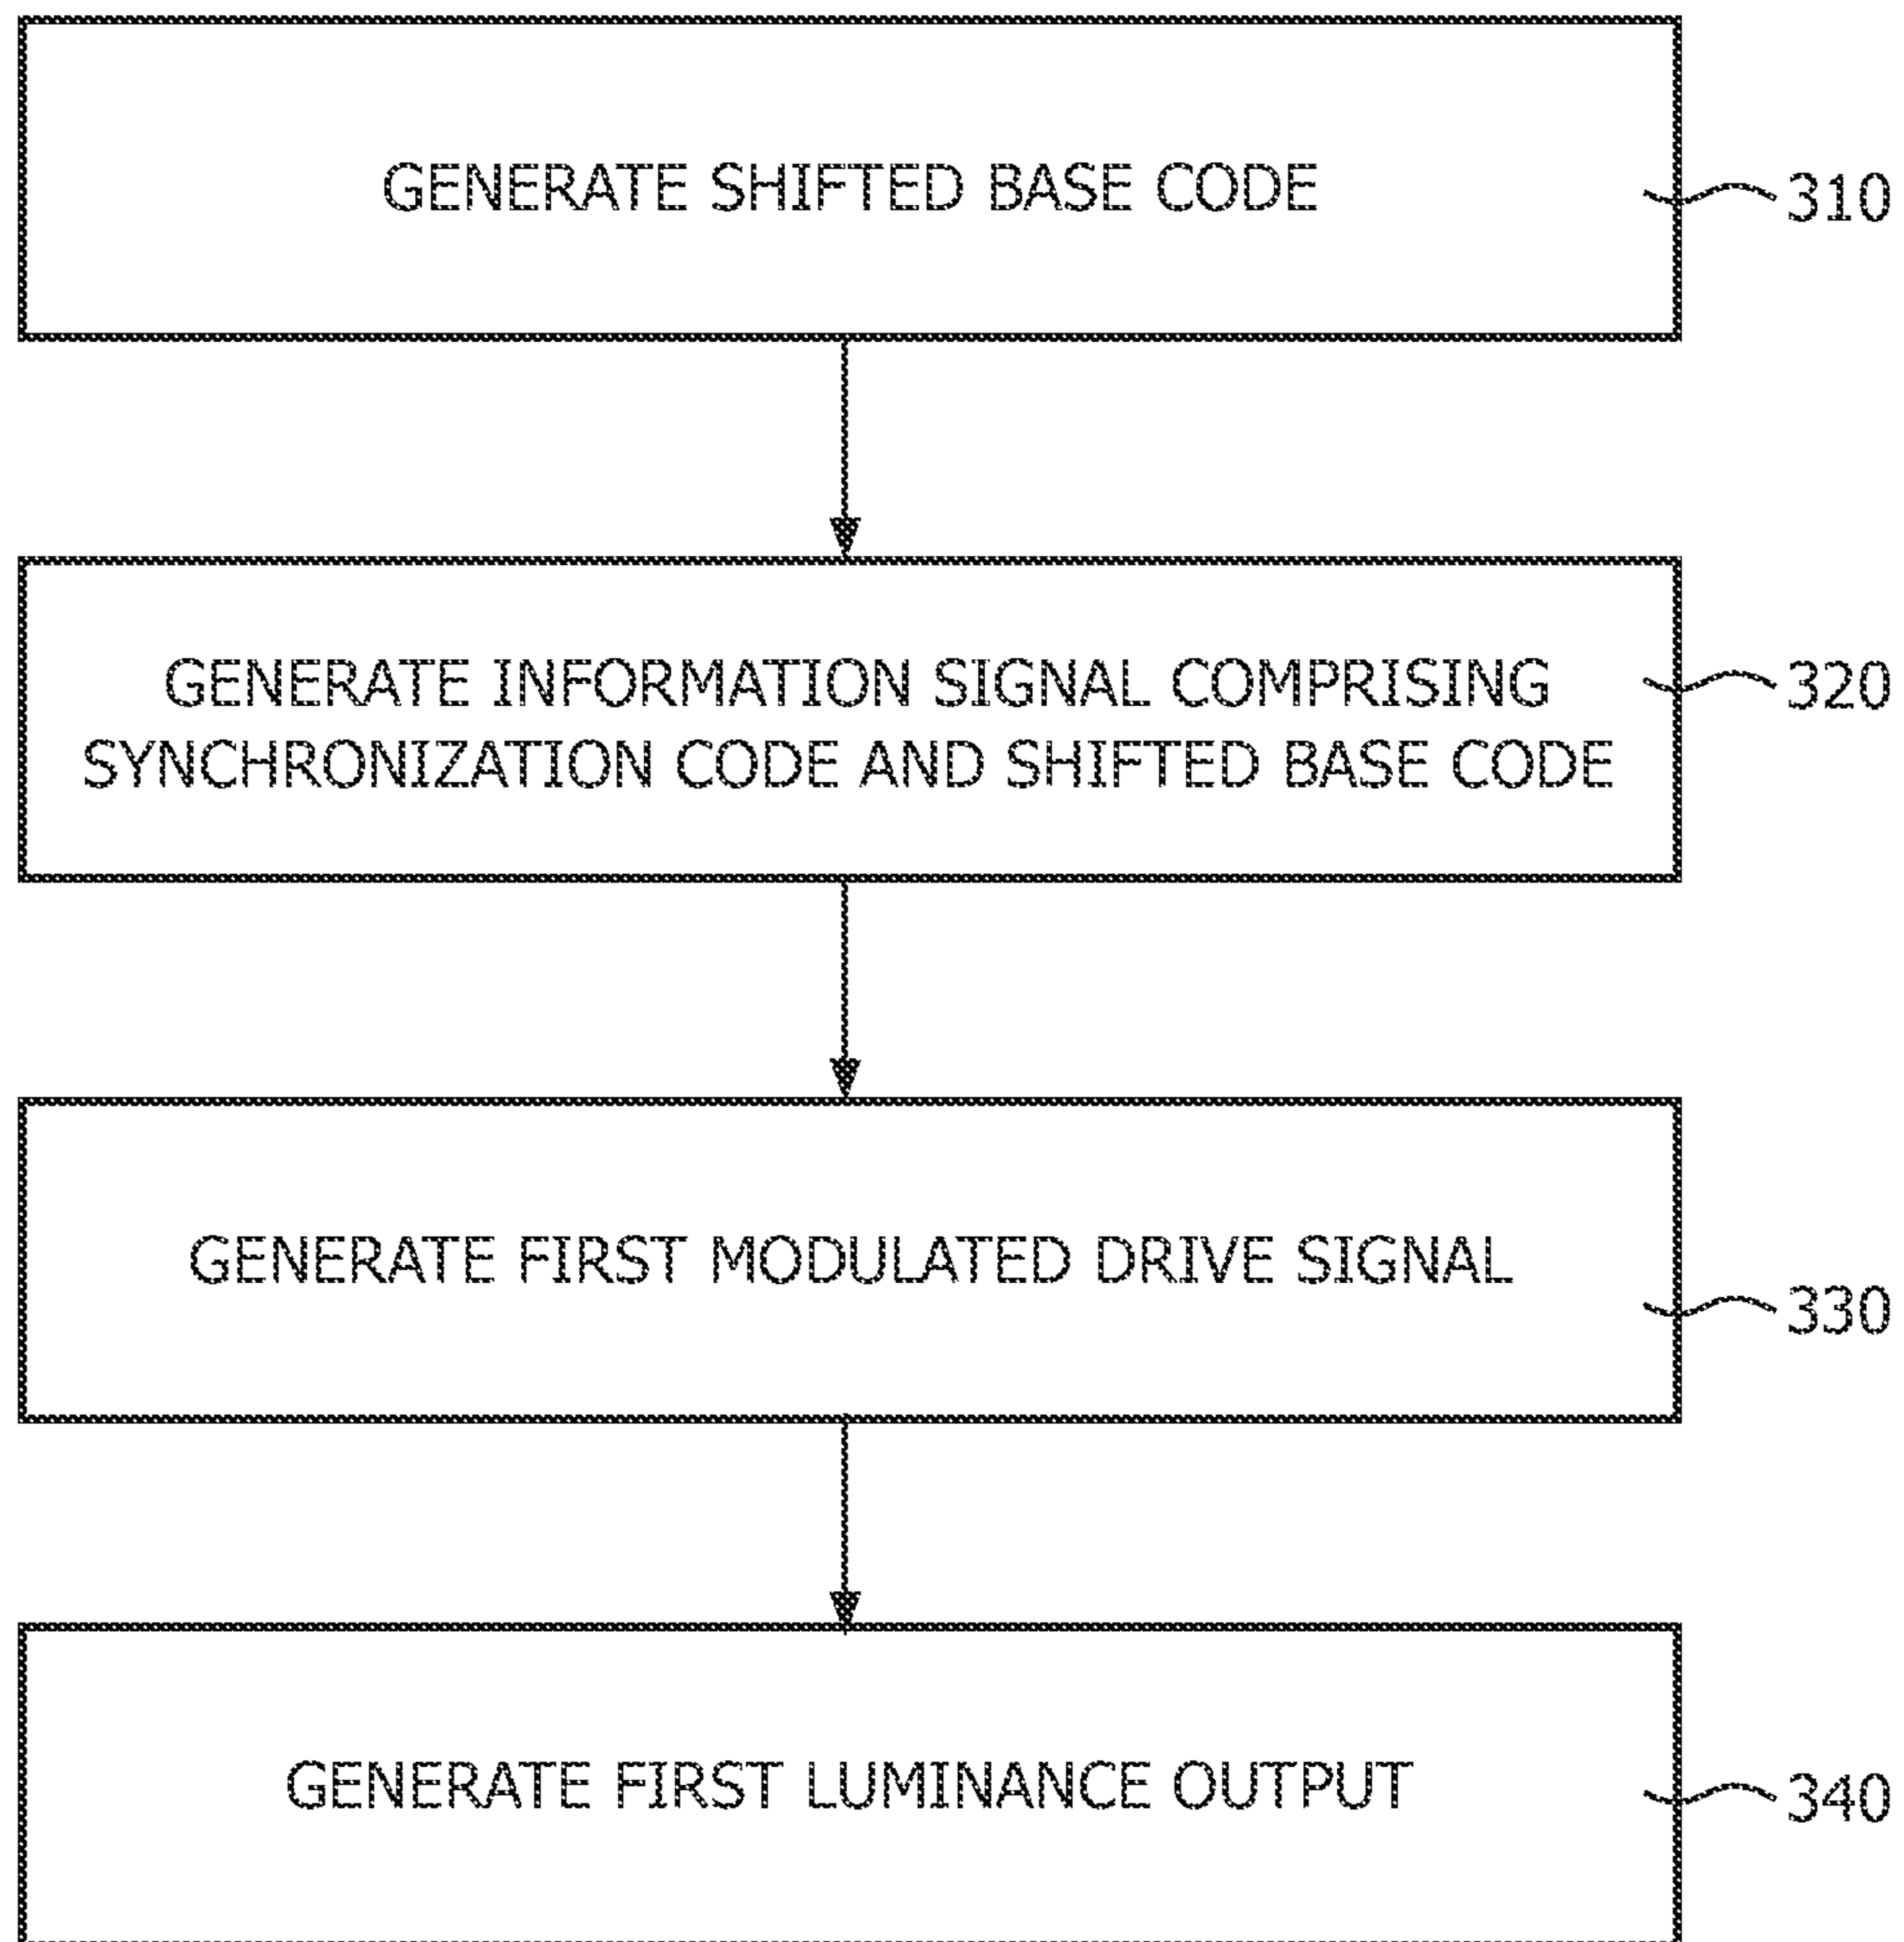 GENERATE SHIFTED BASE CODE
310
GENERATE INFORMATION SIGNAL COMPRISING
SYNCHRONIZATION CODE AND SHIFTED BASE CODE
320
GENERATE FIRST MODULATED DRIVE SIGNAL
330
GENERATE FIRST LUMINANCE OUTPUT
340